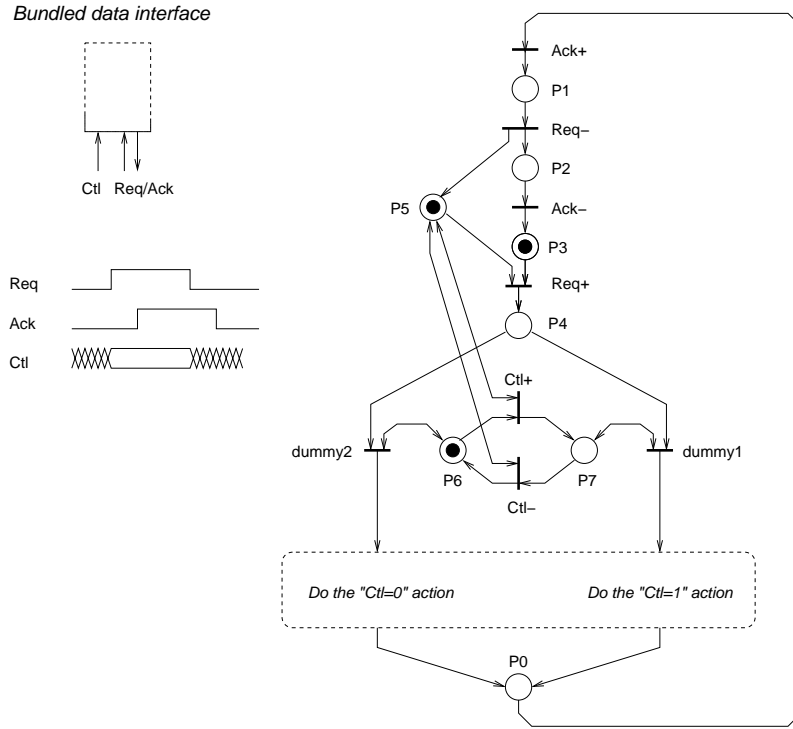 Bundled data interface
Ctl Req/Ack
Req
Ack
Ctl
Ack+
P1
Req−
P2
P5
Ack−
P3
Req+
P4
Ctl+
dummy2
dummy1
P6
P7
Ctl−
Do the "Ctl=0" action
Do the "Ctl=1" action
P0